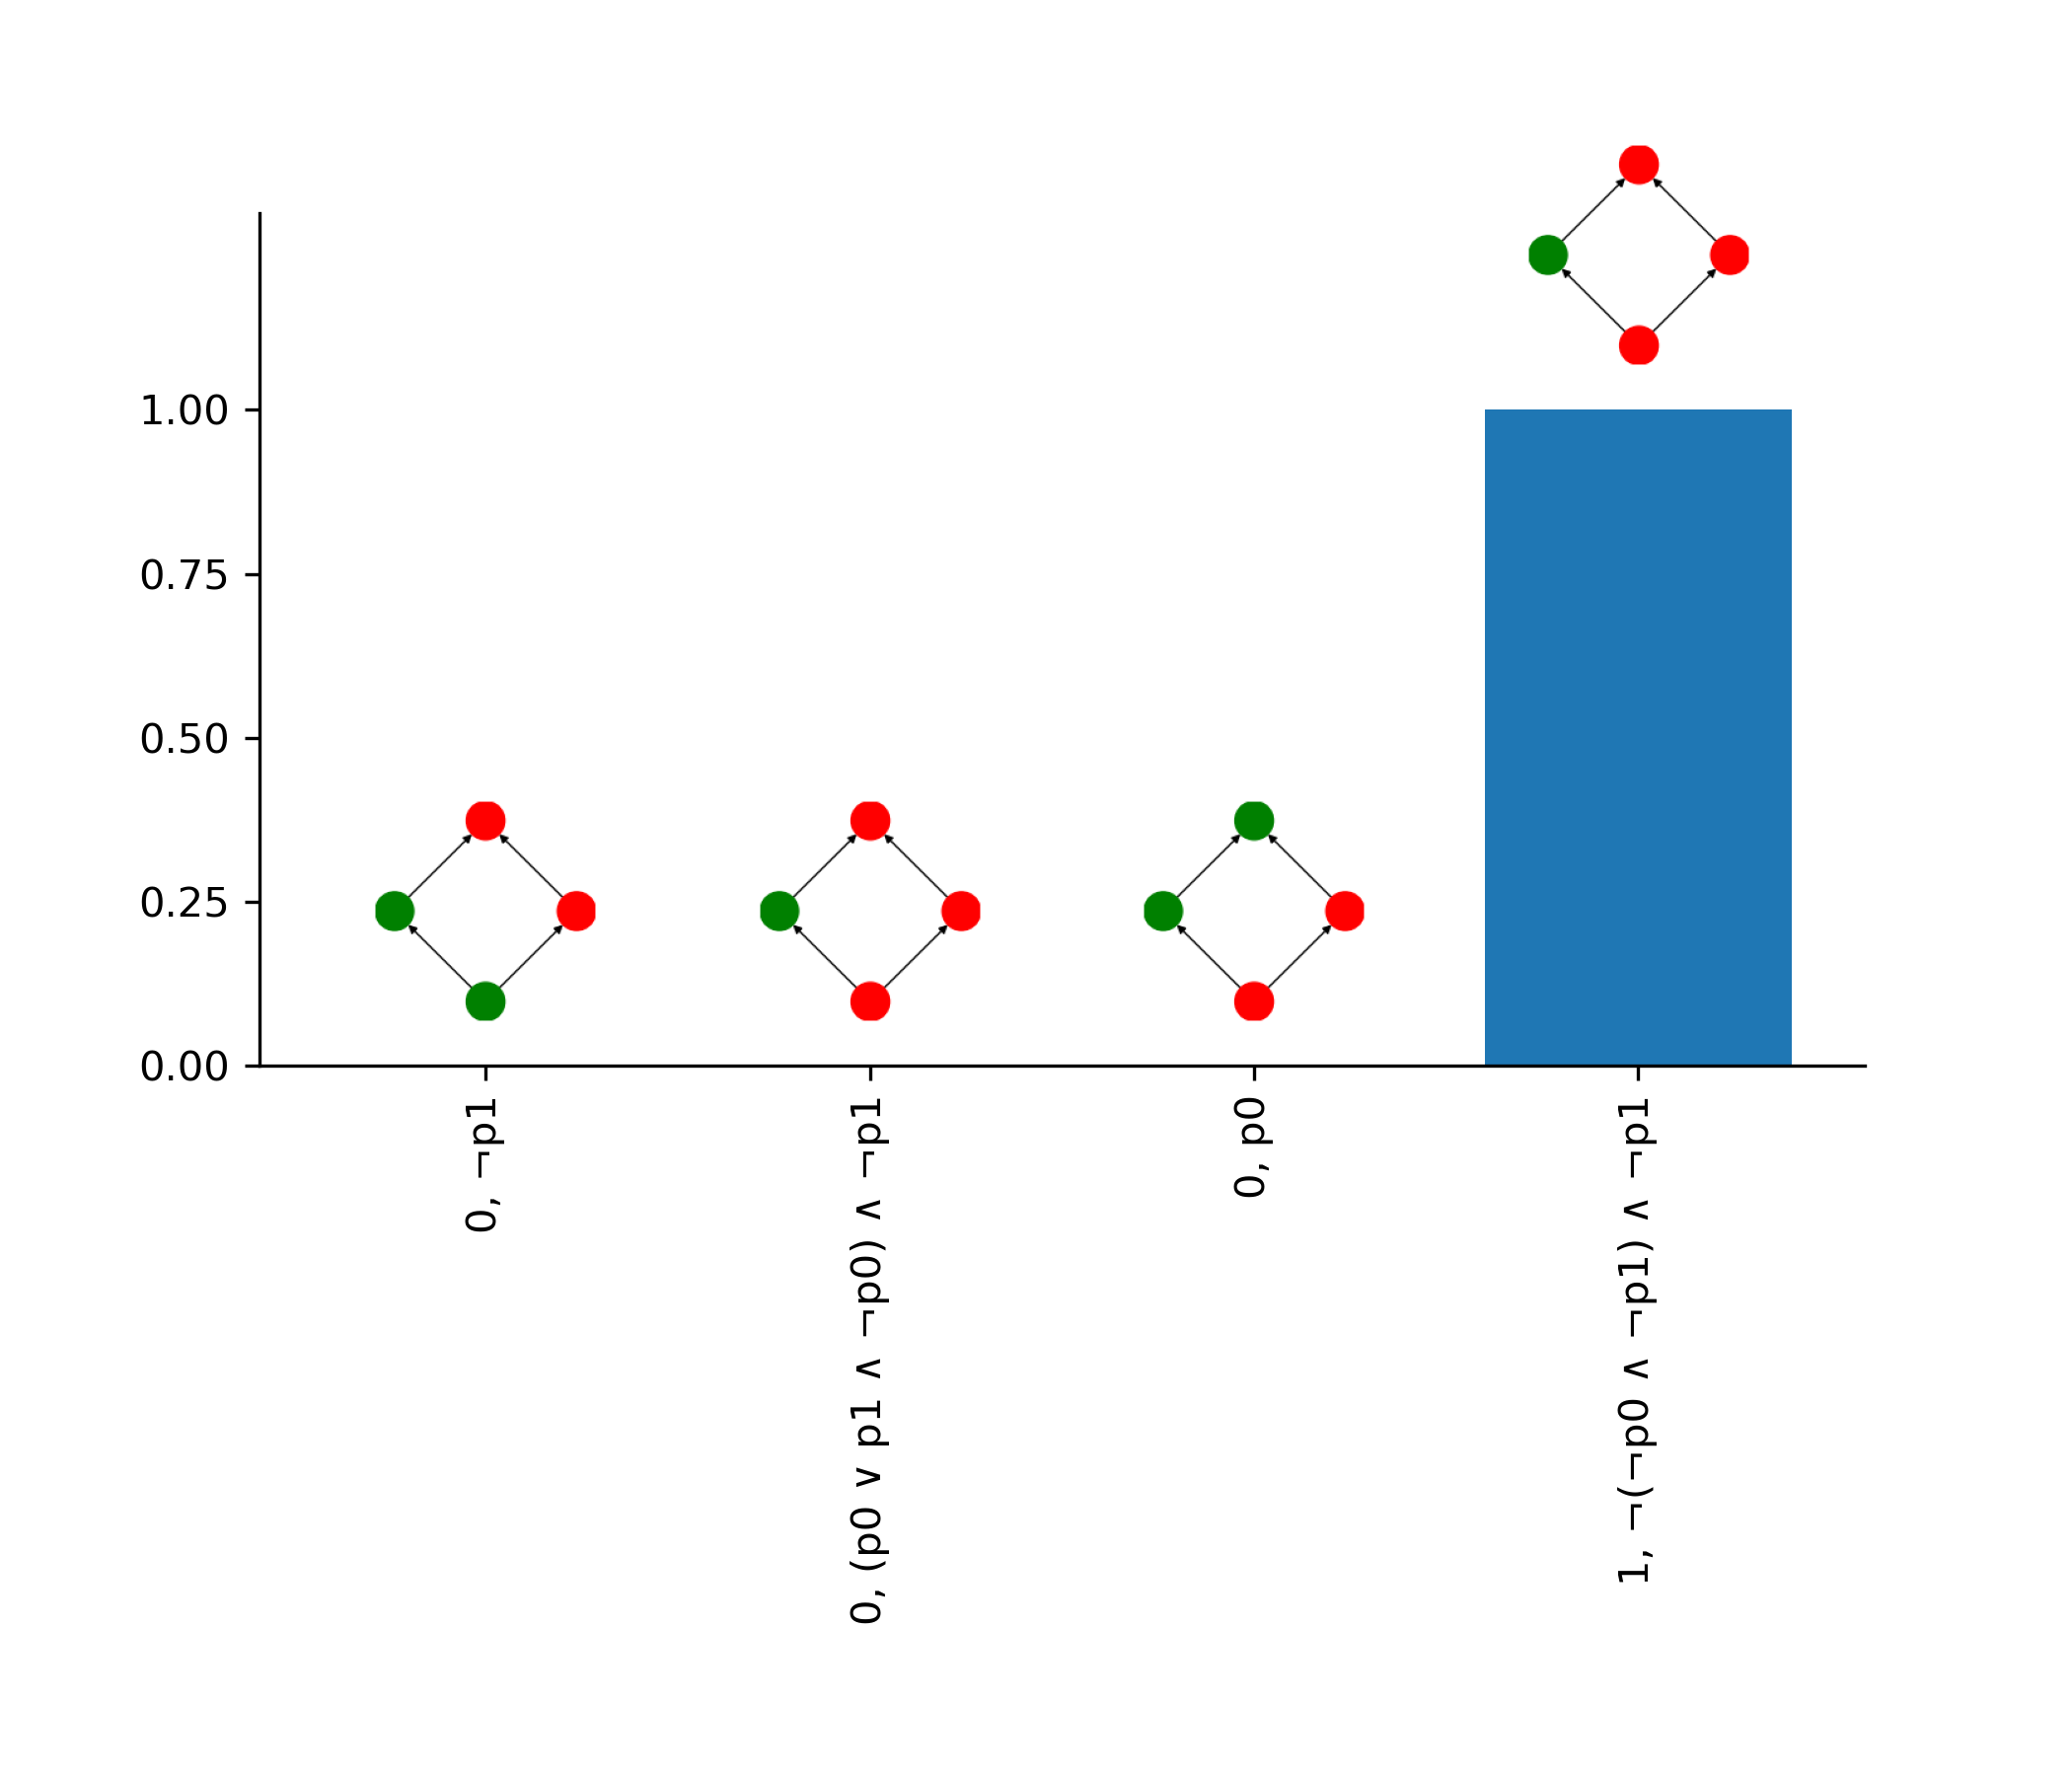 1.00
0.75
0.50
0.25
0.00
0, ¬p1
0, (p0 ∨ p1 ∧ ¬p0) ∧ ¬p1
0, p0
1, ¬(¬p0 ∧ ¬p1) ∧ ¬p1